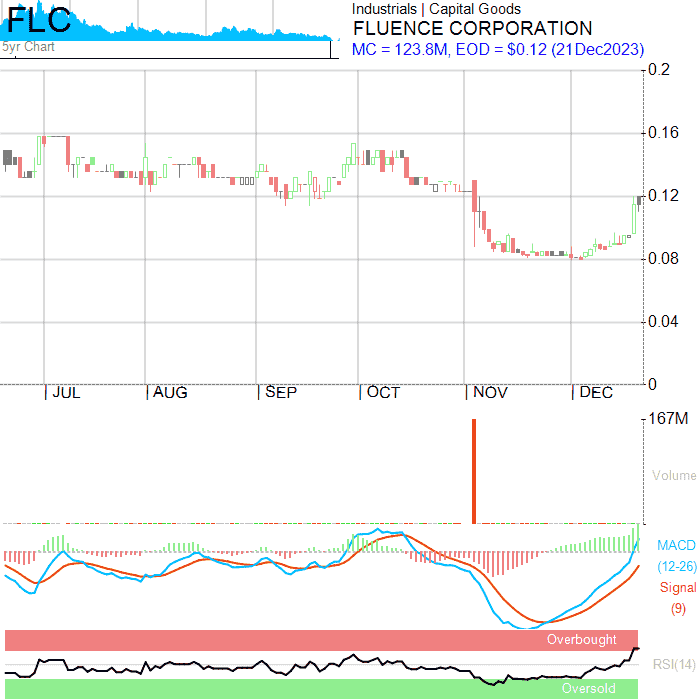 FLC
5yr Chart
Industrials | Capital Goods
FLUENCE CORPORATION
MC = 123.8M, EOD = $0.12 (21Dec2023)
0.2
0.16
0.12
0.08
0.04
0
JUL
AUG
SEP
OCT
NOV
DEC
167M
Volume
MACD
(12-26)
Signal
(9)
Overbought
RSI(14)
Oversold